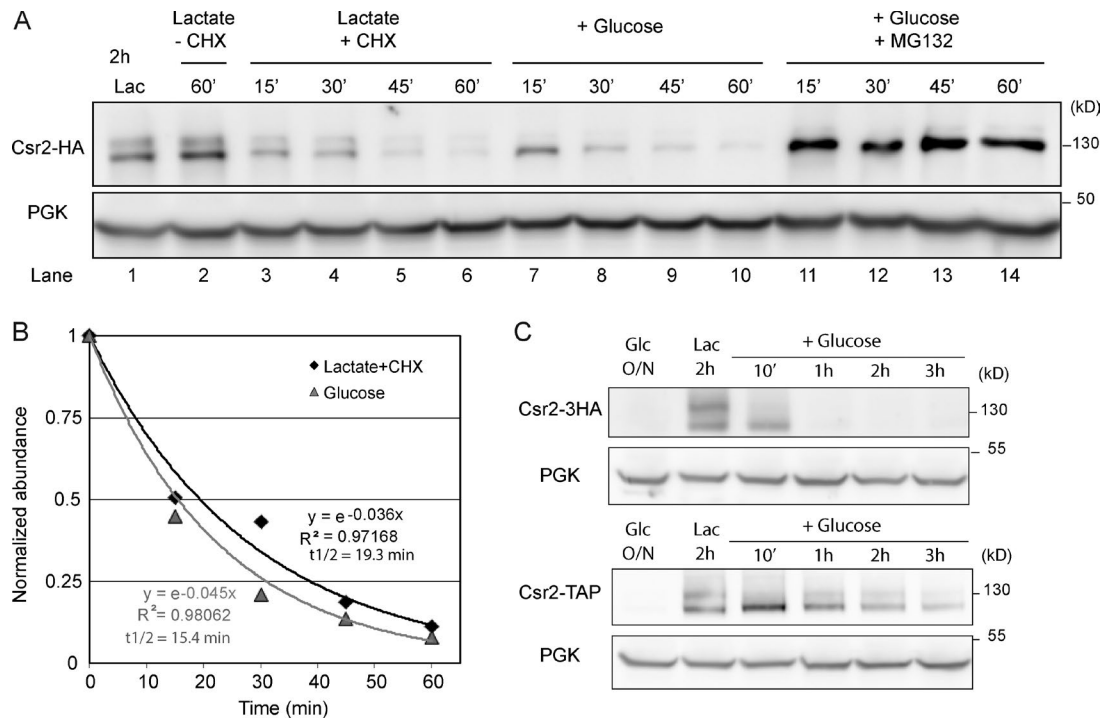 A
Lactate
- CHX
Lactate
+ CHX
+ Glucose
+ Glucose
+ MG132
2h
Lac
60’ 15’ 30’ 45’ 60’ 15’ 30’ 45’ 60’ 15’ 30’ 45’ 60’
(kD)
Csr2-HA
130
PGK
50
Lane 1 2 3 4 5 6 7 8 9 10 11 12 13 14
B
Normalized abundance
1
0.75
0.5
0.25
0
Lactate+CHX
Glucose
y = e-0.036x
R² = 0.97168
t1/2 = 19.3 min
y = e-0.045x
R² = 0.98062
t1/2 = 15.4 min
0 10 20 30 40 50 60
Time (min)
C
Glc
O/N
Lac
2h
+ Glucose
10’ 1h 2h 3h (kD)
Csr2-3HA
130
55
PGK
Glc
O/N
Lac
2h
+ Glucose
10’ 1h 2h 3h (kD)
Csr2-TAP
130
55
PGK